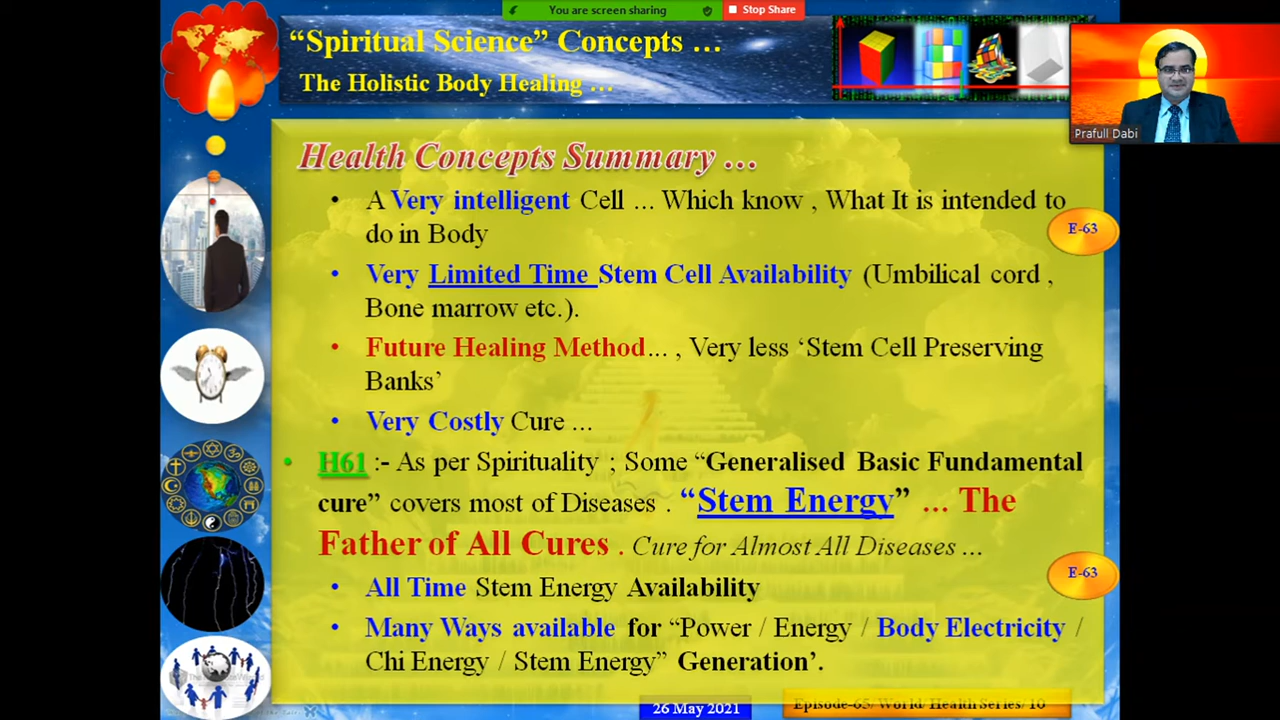 You are screen sharing
Stop Share
“Spiritual Science” Concepts ...
The Holistic Body Healing ...
Prafull Dabi
Health Concepts Summary ...
• A Very intelligent Cell ... Which know , What It is intended to
do in Body
E-63
• Very Limited Time Stem Cell Availability (Umbilical cord ,
Bone marrow etc.).
• Future Healing Method... , Very less ‘Stem Cell Preserving
Banks’
• Very Costly Cure ...
• H61 :- As per Spirituality ; Some “Generalised Basic Fundamental
cure” covers most of Diseases . “Stem Energy” ... The
Father of All Cures . Cure for Almost All Diseases ...
• All Time Stem Energy Availability
E-63
• Many Ways available for “Power / Energy / Body Electricity /
Chi Energy / Stem Energy” Generation’.
26 May 2021
Episode-65/ World/ Health Series/ 10